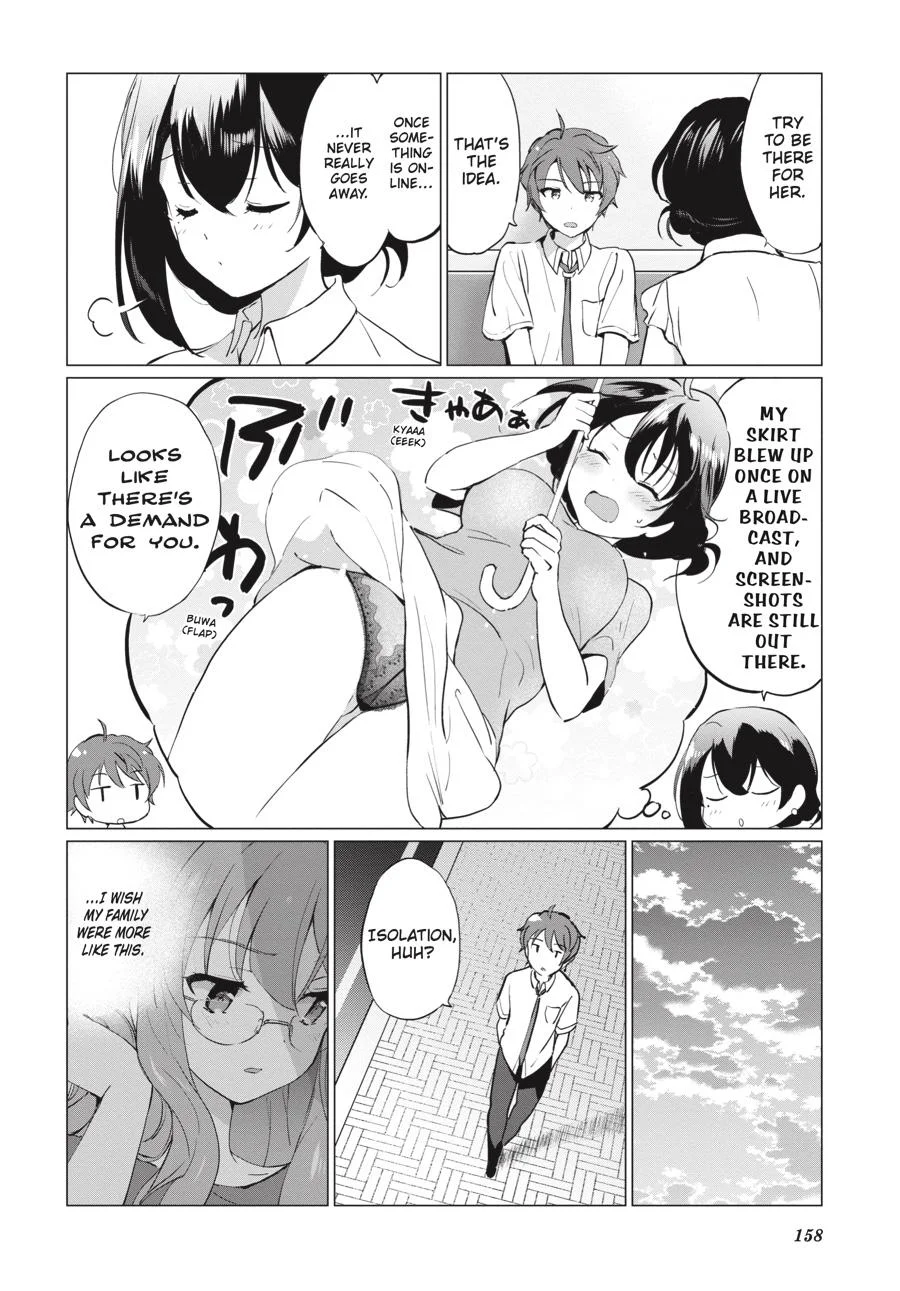 TRY
TO BE
THERE
FOR
HER.
THAT'S
THE
IDEA.
ONCE
SOME-
THING
IS ON-
LINE...
...IT
NEVER
REALLY
GOES
AWAY.
MY
SKIRT
BLEW UP
ONCE ON
A LIVE
BROAD-
CAST,
AND
SCREEN-
SHOTS
ARE STILL
OUT
THERE.
きゃあぁ
KYAAA
(EEEK)
ぶわっ
BUWA
(FLAP)
LOOKS
LIKE
THERE'S
A DEMAND
FOR YOU.
ISOLATION,
HUH?
...I WISH
MY FAMILY
WERE MORE
LIKE THIS.
158